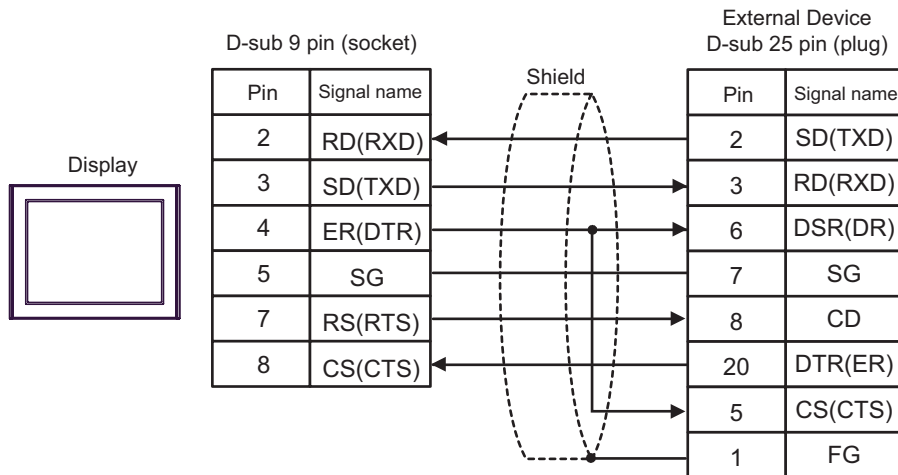 External Device
D-sub 9 pin (socket)
D-sub 25 pin (plug)
Shield
Display
Pin Signal name
2 RD(RXD)
3 SD(TXD)
4 ER(DTR)
5 SG
7 RS(RTS)
8 CS(CTS)
Pin Signal name
2 SD(TXD)
3 RD(RXD)
6 DSR(DR)
7 SG
8 CD
20 DTR(ER)
5 CS(CTS)
1 FG